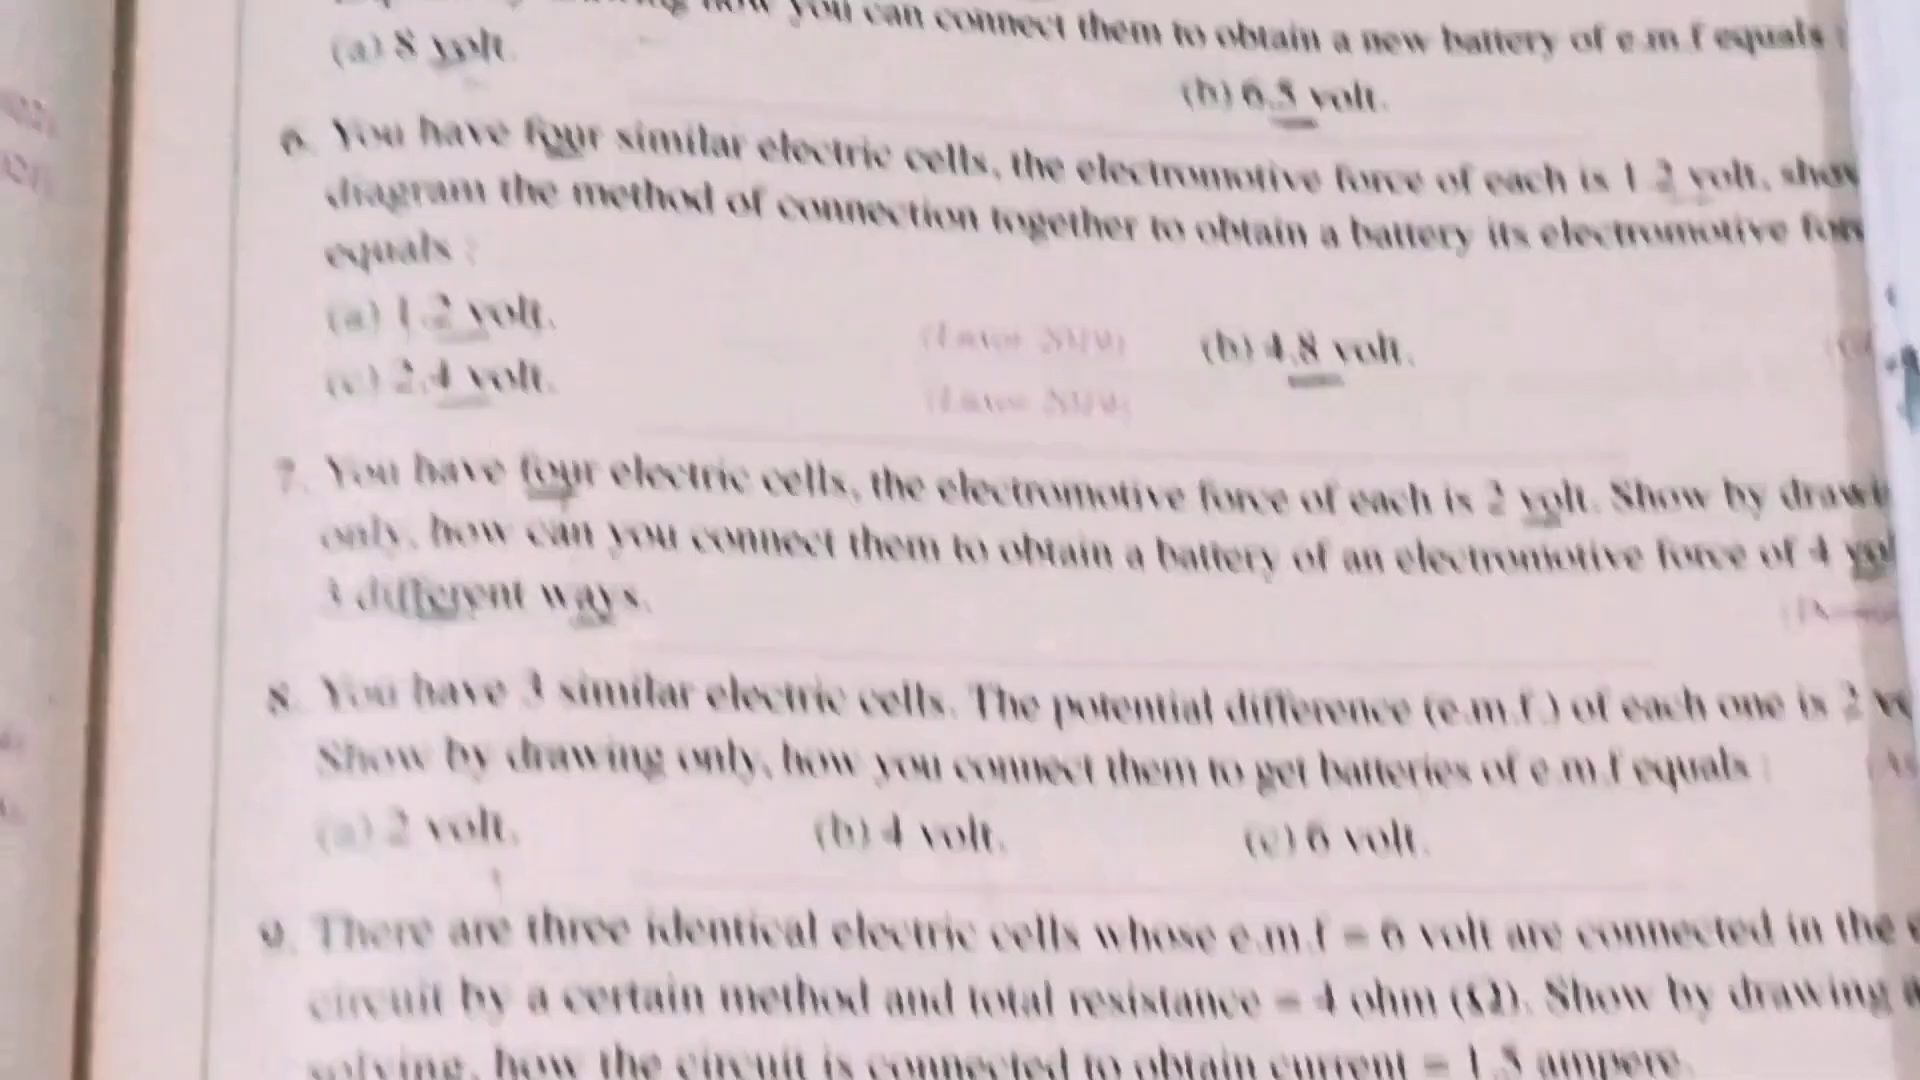 you can connect them to obtain a new battery of e.m.f equals :
(a) 8 volt.
(b) 6.5 volt.
6. You have four similar electric cells, the electromotive force of each is 1.2 volt, show
diagram the method of connection together to obtain a battery its electromotive
equals :
(a) 1.2 volt.
(b) 4.8 volt.
(c) 2.4 volt.
7. You have four electric cells, the electromotive force of each is 2 volt. Show by
only, how can you connect them to obtain a battery of an electromotive force of 4
3 different ways.
8. You have 3 similar electric cells. The potential difference (e.m.f.) of each one is 2
Show by drawing only, how you connect them to get batteries of e.m.f equals :
(a) 2 volt.
(b) 4 volt.
(c) 6 volt.
9. There are three identical electric cells whose e.m.f = 6 volt are connected in the
circuit by a certain method and total resistance = 4 ohm (Ω). Show by drawing
solving, how the circuit is connected to obtain current = 1.5 ampere.